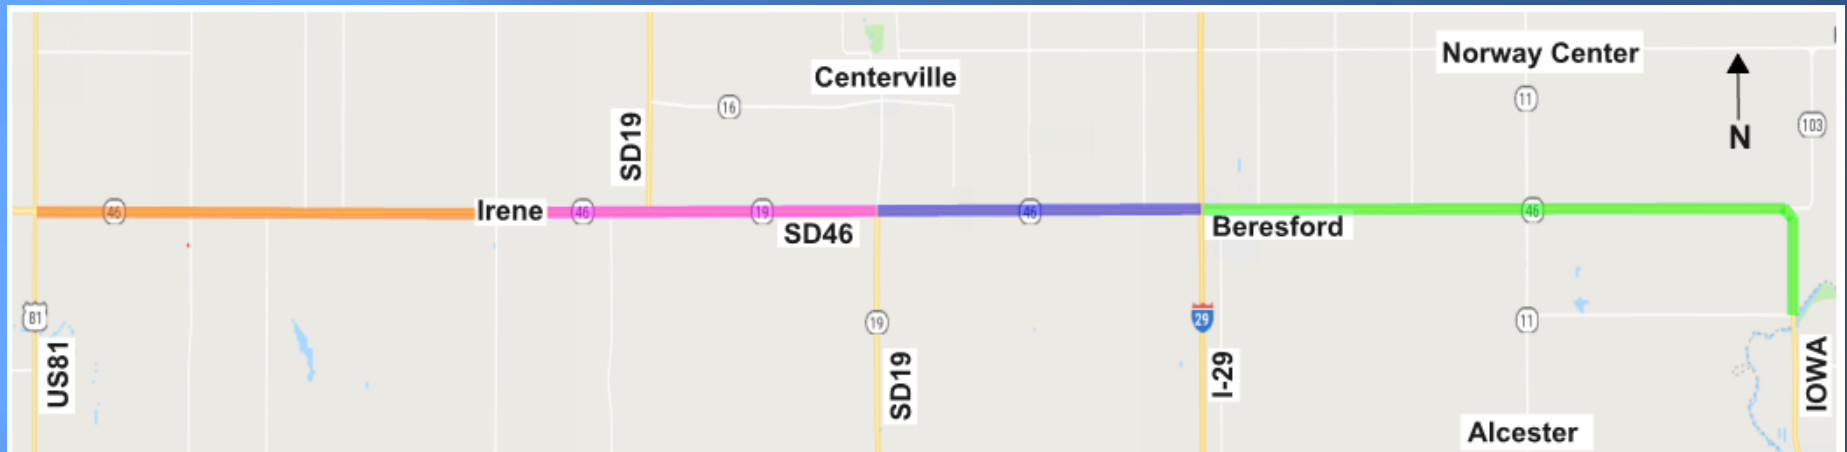 Norway Center
Centerville
16
11
103
N
SD19
46
Irene
46
19
46
46
SD46
Beresford
81
19
29
11
US81
SD19
I-29
IOWA
Alcester